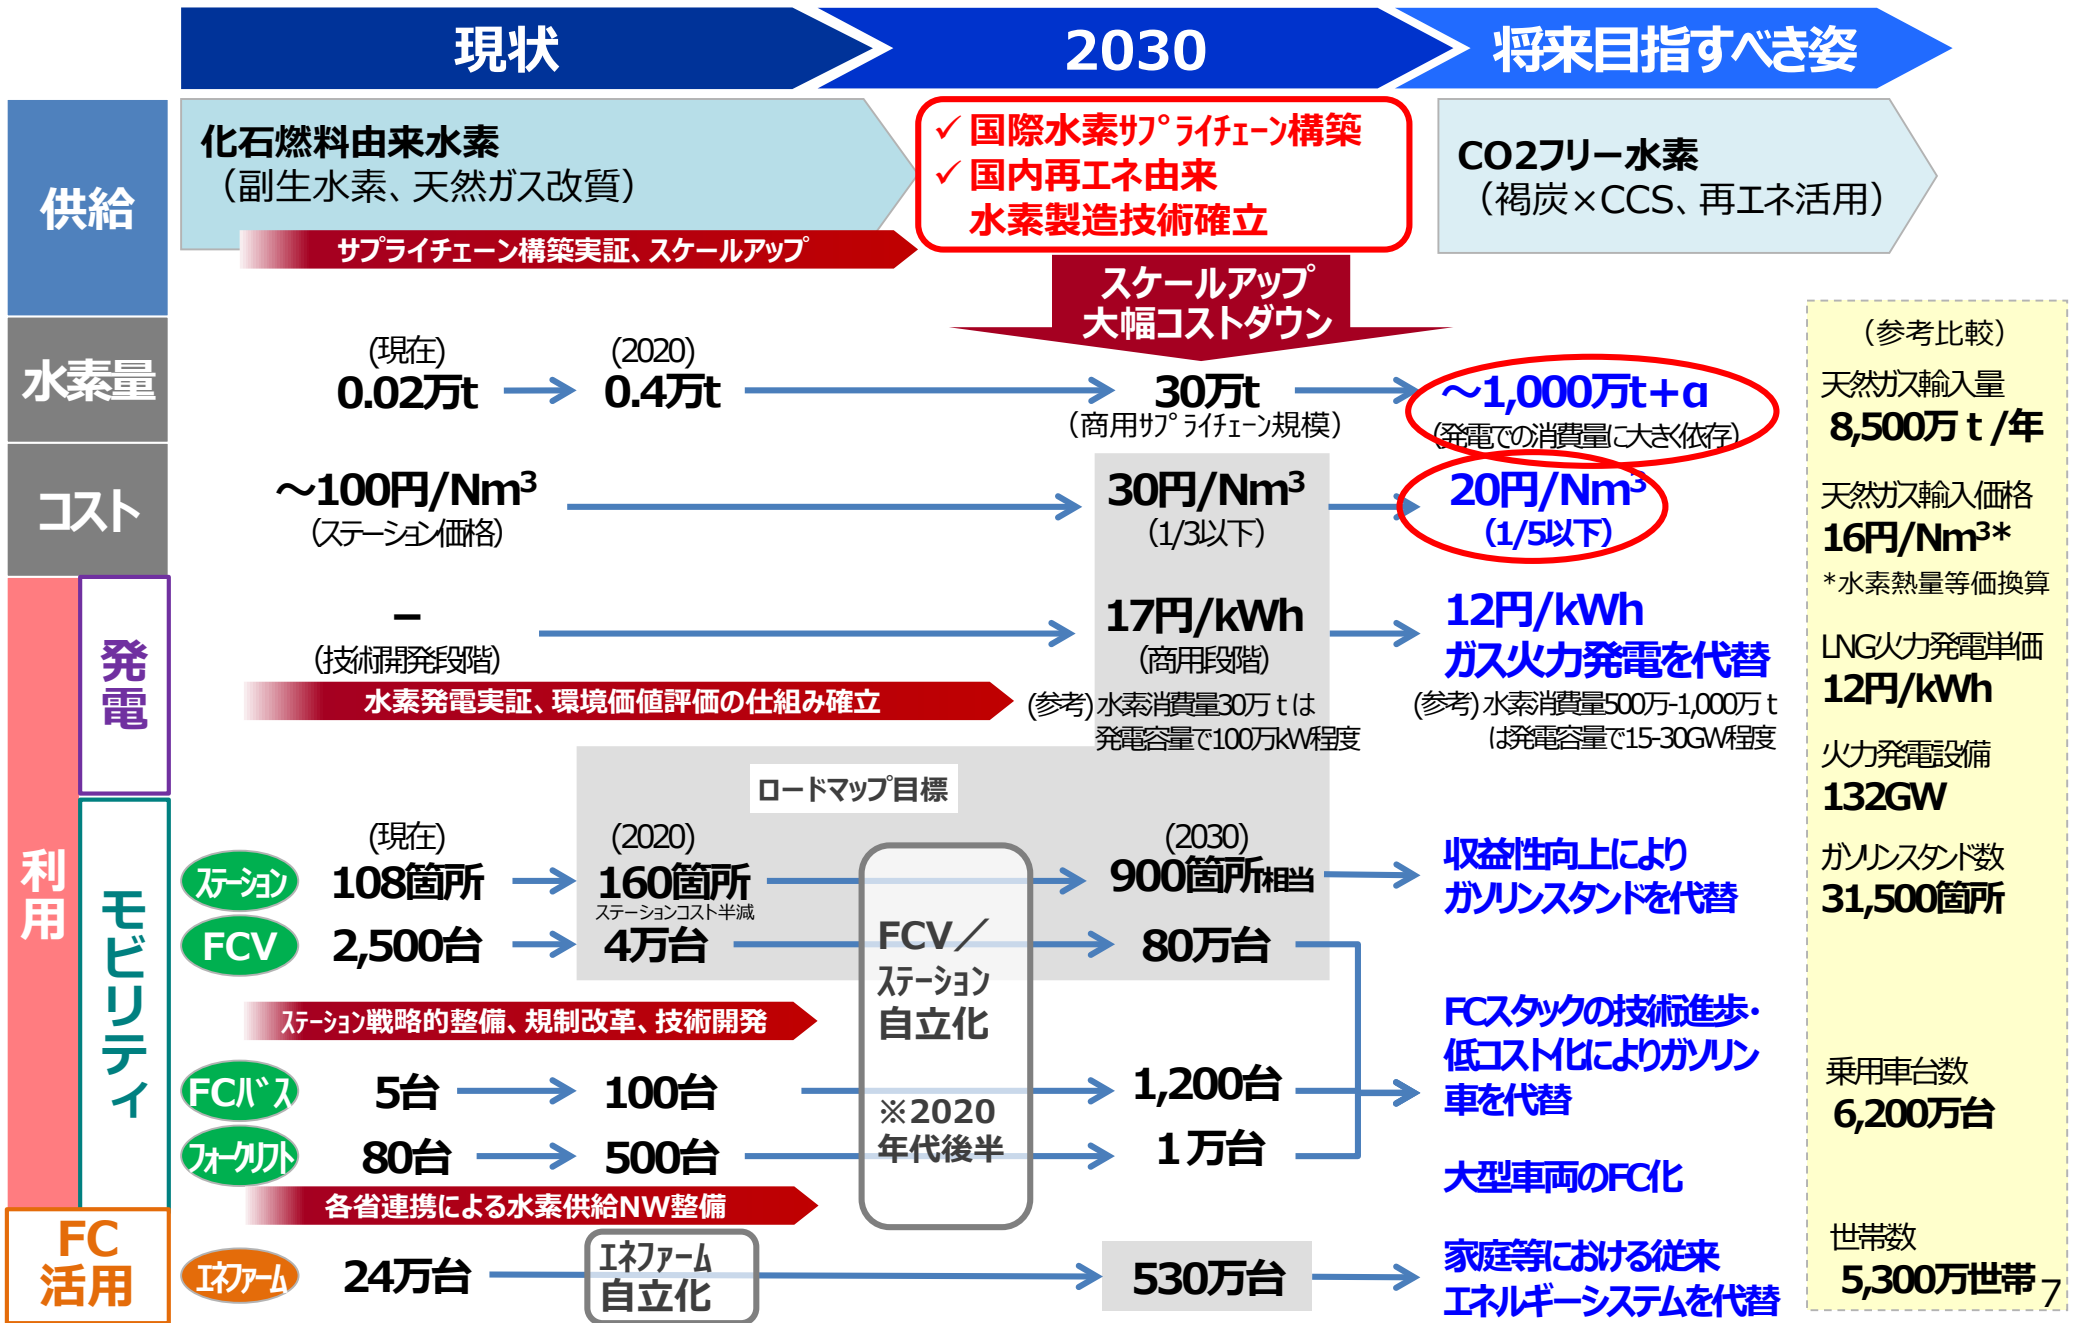 現状
2030
将来目指すべき姿
供給
化石燃料由来水素
（副生水素、天然ガス改質）
サプライチェーン構築実証、スケールアップ
✓ 国際水素ｻﾌﾟﾗｲﾁｪｰﾝ構築
✓ 国内再エネ由来
水素製造技術確立
CO2フリー水素
（褐炭×CCS、再エネ活用）
スケールアップ
大幅コストダウン
水素量
(現在)
0.02万t
(2020)
0.4万t
30万t
（商用ｻﾌﾟﾗｲﾁｪｰﾝ規模）
～1,000万t+α
（発電での消費量に大きく依存）
コスト
～100円/Nm³
（ステーション価格）
30円/Nm³
（1/3以下）
20円/Nm³
（1/5以下）
利用
発電
－
（技術開発段階）
17円/kWh
（商用段階）
12円/kWh
ガス火力発電を代替
水素発電実証、環境価値評価の仕組み確立
(参考) 水素消費量30万ｔは
発電容量で100万kW程度
(参考) 水素消費量500万-1,000万ｔ
は発電容量で15-30GW程度
ロードマップ目標
モビリティ
(現在)
(2020)
(2030)
ｽﾃｰｼｮﾝ
108箇所
160箇所
ステーションコスト半減
900箇所相当
収益性向上により
ガソリンスタンドを代替
FCV
2,500台
4万台
80万台
FCV／
ｽﾃｰｼｮﾝ
自立化
※2020
年代後半
ｽﾃｰｼｮﾝ戦略的整備、規制改革、技術開発
FCスタックの技術進歩・
低コスト化によりガソリン
車を代替
FCﾊﾞｽ
5台
100台
1,200台
ﾌｫｰｸﾘﾌﾄ
80台
500台
1万台
大型車両のFC化
各省連携による水素供給NW整備
FC
活用
ｴﾈﾌｧｰﾑ
24万台
ｴﾈﾌｧｰﾑ
自立化
530万台
家庭等における従来
エネルギーシステムを代替
（参考比較）
天然ガス輸入量
8,500万ｔ/年
天然ガス輸入価格
16円/Nm³*
*水素熱量等価換算
LNG火力発電単価
12円/kWh
火力発電設備
132GW
ガソリンスタンド数
31,500箇所
乗用車台数
6,200万台
世帯数
5,300万世帯
7